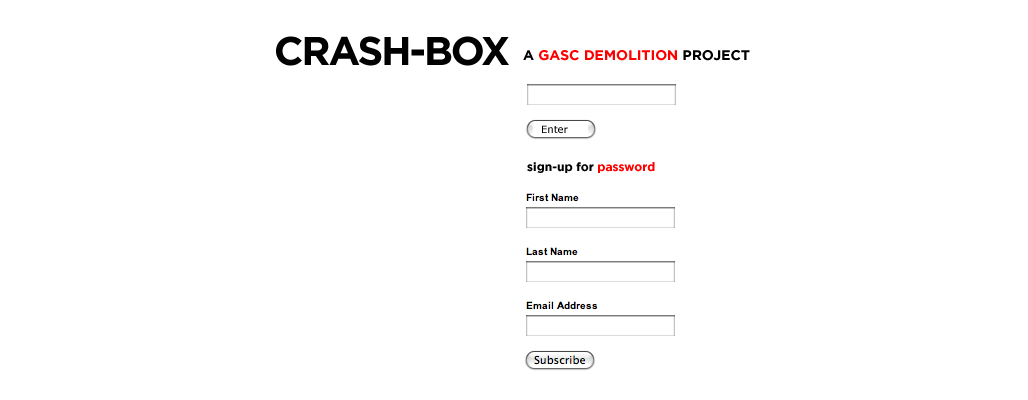 CRASH-BOX A GASC DEMOLITION PROJECT
Enter
sign-up for password
First Name
Last Name
Email Address
Subscribe